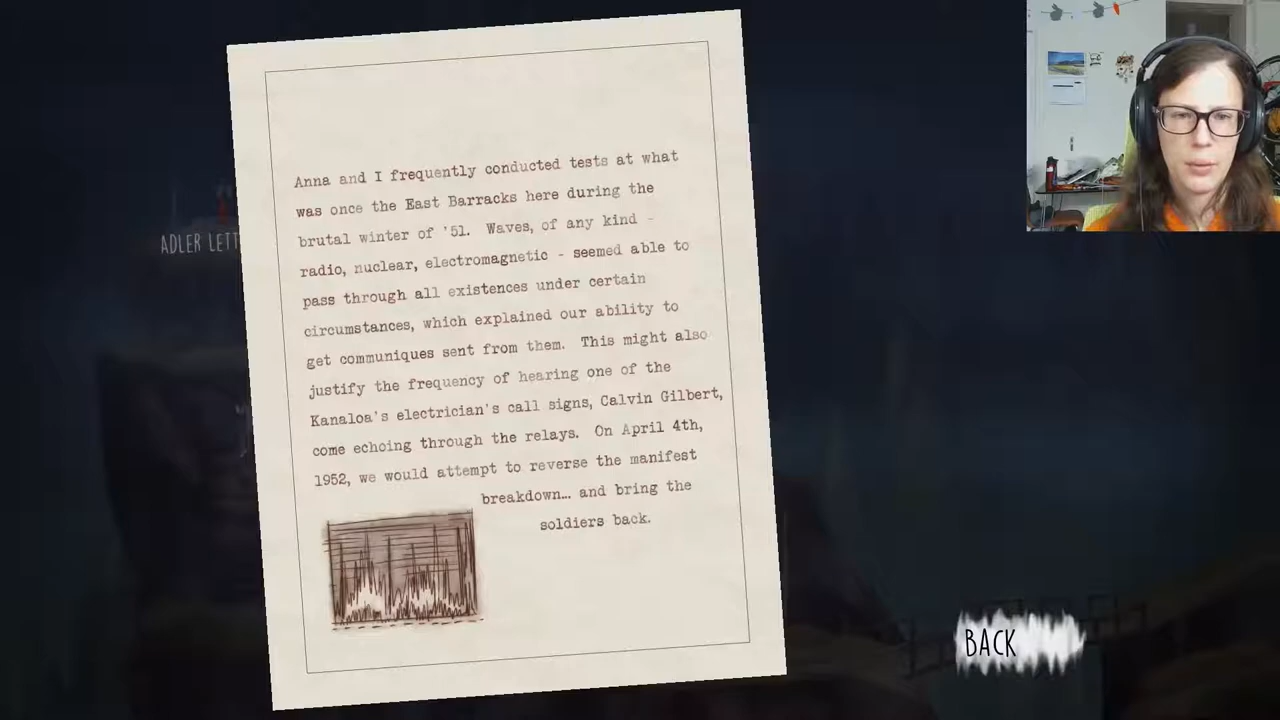 Anna and I frequently conducted tests at what
was once the East Barracks here during the
brutal winter of '51. Waves, of any kind -
radio, nuclear, electromagnetic - seemed able to
pass through all existences under certain
circumstances, which explained our ability to
get communiques sent from them. This might also
justify the frequency of hearing one of the
Kanaloa's electrician's call signs, Calvin Gilbert,
come echoing through the relays. On April 4th,
1952, we would attempt to reverse the manifest
breakdown... and bring the
soldiers back.
ADLER LETT
BACK